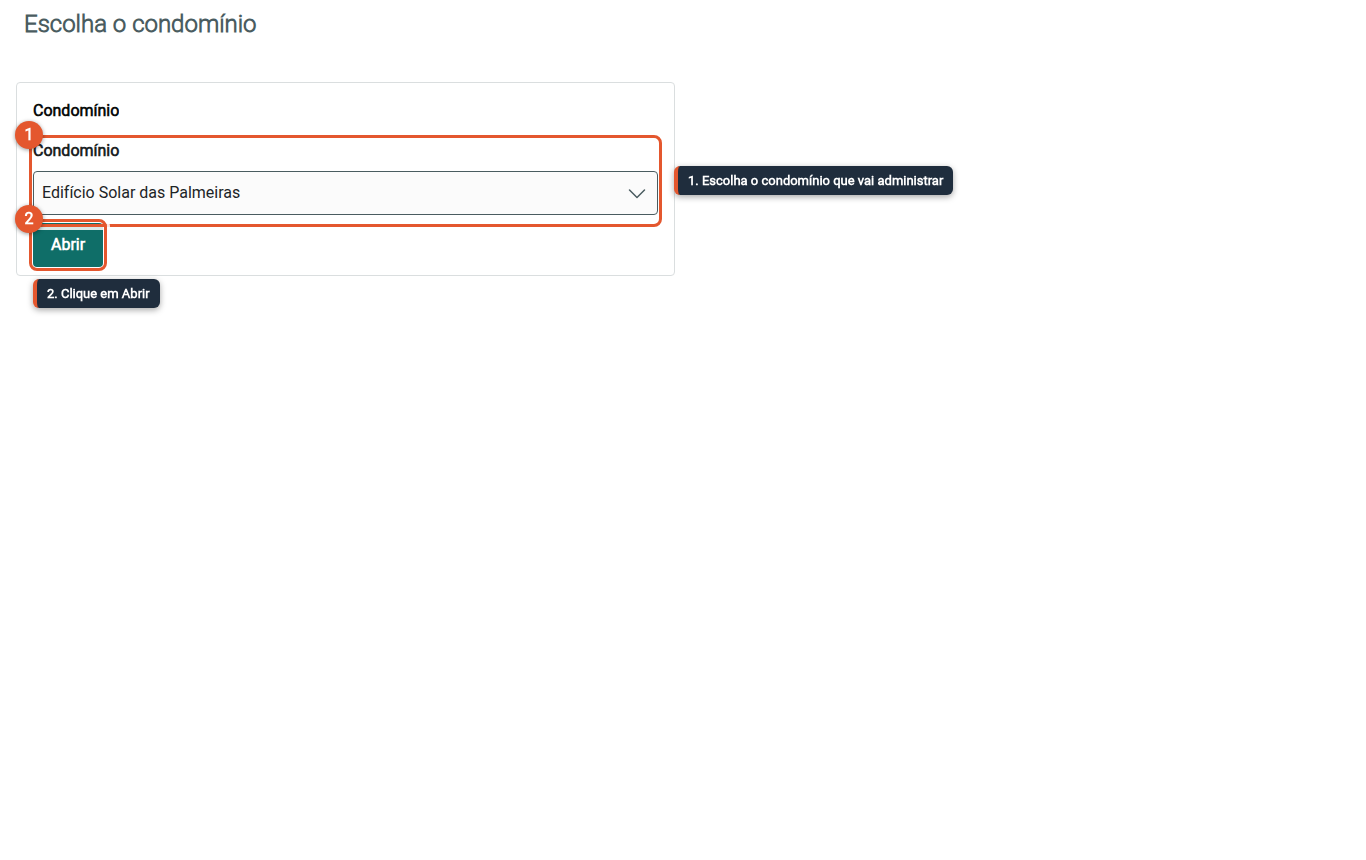 Escolha o condomínio
Condomínio
1
Condomínio
Edifício Solar das Palmeiras
1. Escolha o condomínio que vai administrar
2
Abrir
2. Clique em Abrir